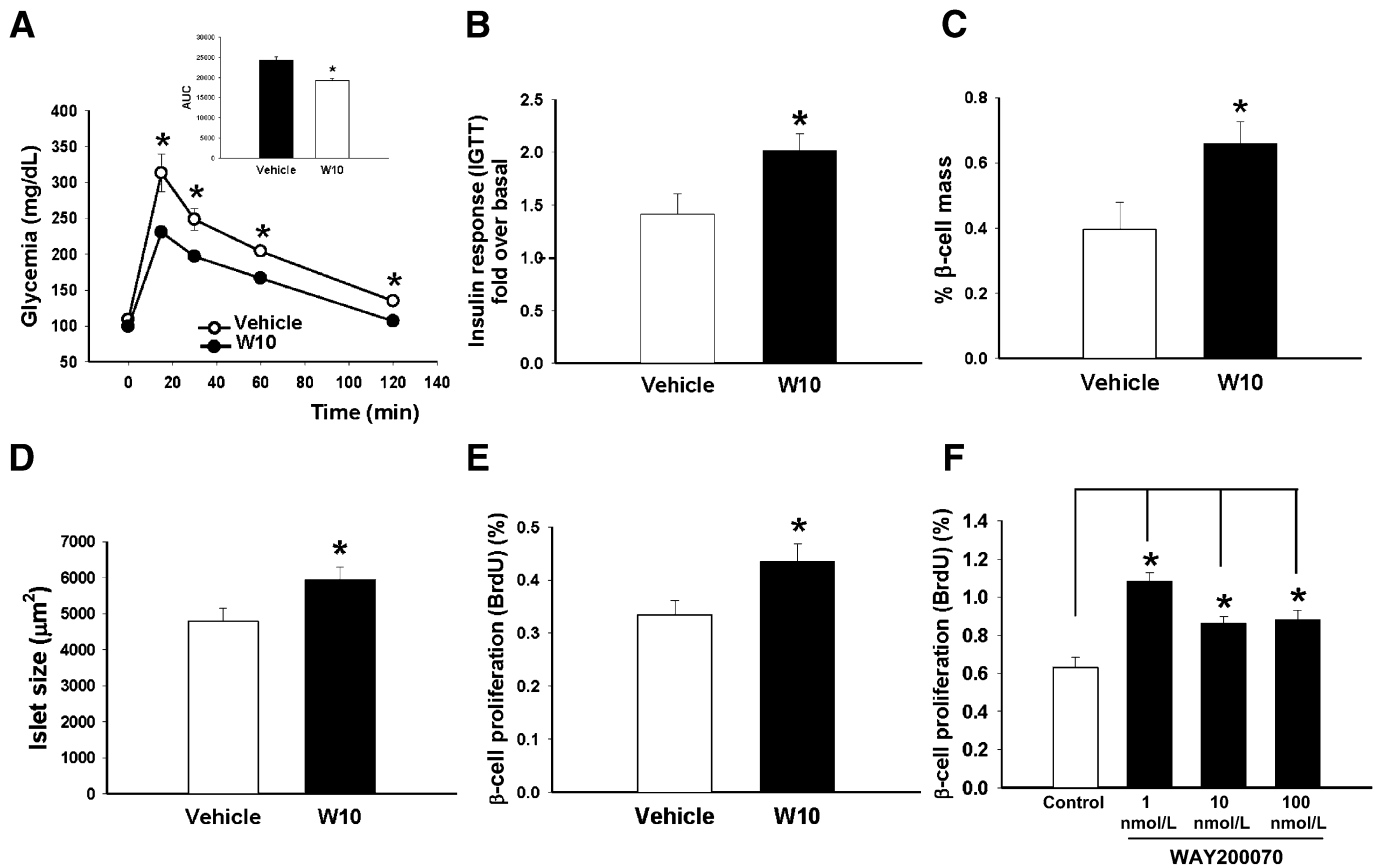 A
30000
25000
20000
15000
10000
5000
0
AUC
*
Vehicle
W10
400
350
300
250
200
150
100
50
Glycemia (mg/dL)
*
*
*
*
Vehicle
W10
0 20 40 60 80 100 120 140
Time (min)
B
2.5
2.0
1.5
1.0
0.5
0.0
Insulin response (IGTT)
fold over basal
*
Vehicle W10
C
0.8
0.6
0.4
0.2
0.0
% β-cell mass
*
Vehicle W10
D
7000
6000
5000
4000
3000
2000
1000
0
Islet size (μm²)
*
Vehicle W10
E
0.5
0.4
0.3
0.2
0.1
0.0
β-cell proliferation (BrdU) (%)
*
Vehicle W10
F
1.4
1.2
1.0
0.8
0.6
0.4
0.2
0.0
β-cell proliferation (BrdU) (%)
*
*
*
Control 1 10 100
nmol/L nmol/L nmol/L
WAY200070